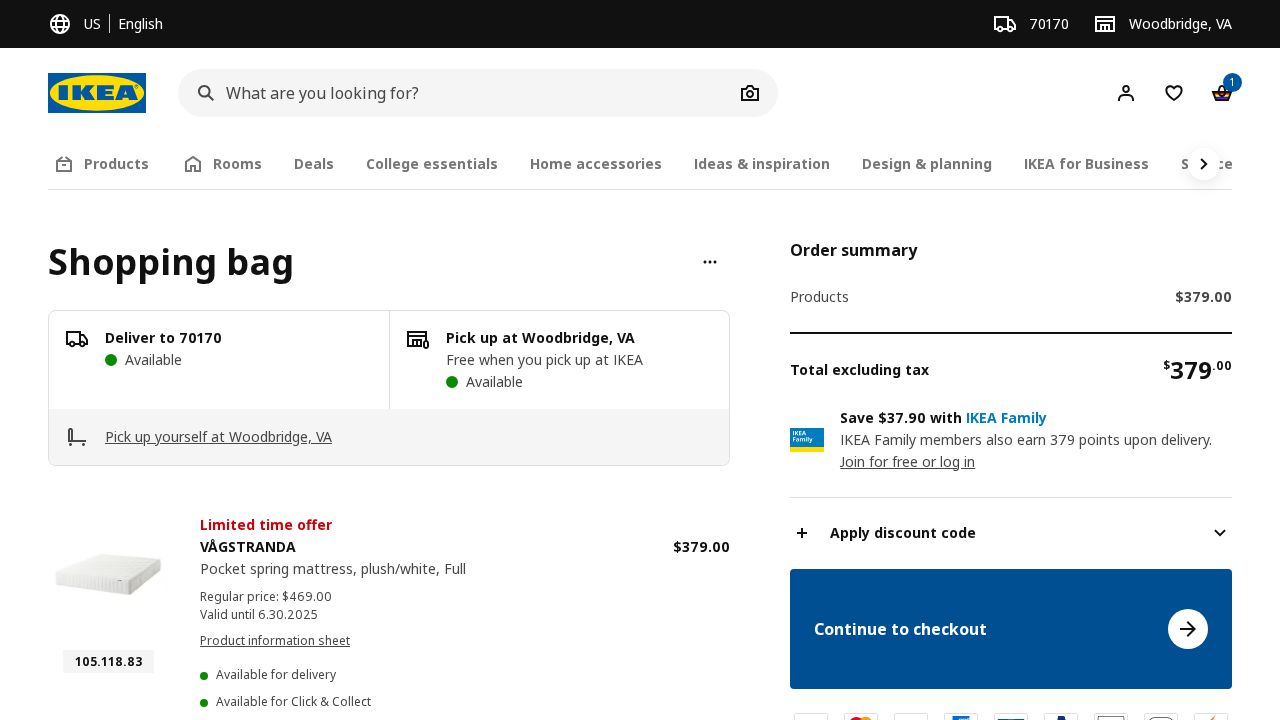 US
English
70170
Woodbridge, VA
IKEA
What are you looking for?
1
Products
Rooms
Deals
College essentials
Home accessories
Ideas & inspiration
Design & planning
IKEA for Business
Shopping bag
Deliver to 70170
Available
Pick up at Woodbridge, VA
Free when you pick up at IKEA
Available
Pick up yourself at Woodbridge, VA
Limited time offer
VÅGSTRANDA
$379.00
Pocket spring mattress, plush/white, Full
Regular price: $469.00
Valid until 6.30.2025
Product information sheet
105.118.83
Available for delivery
Available for Click & Collect
Order summary
Products
$379.00
Total excluding tax
$379.00
IKEA
Family
Save $37.90 with IKEA Family
IKEA Family members also earn 379 points upon delivery.
Join for free or log in
Apply discount code
Continue to checkout